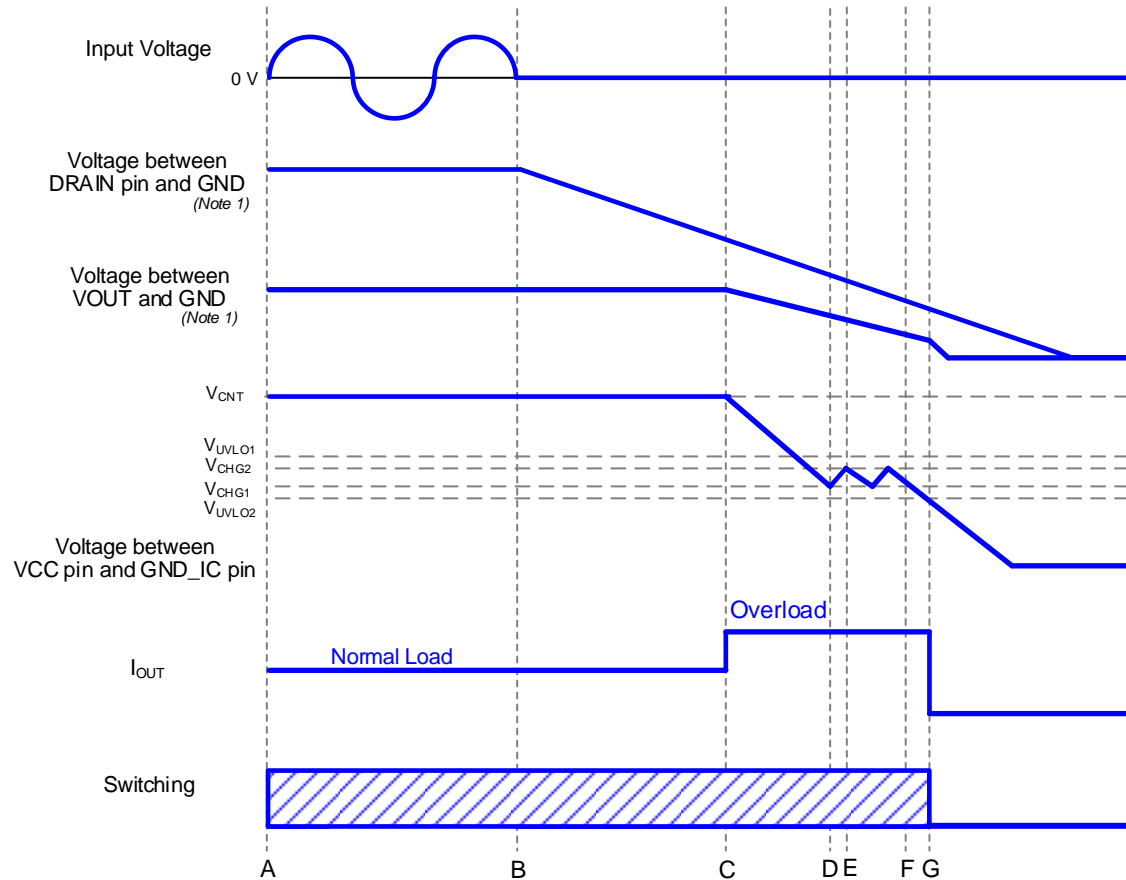 Input Voltage
0 V
Voltage between
DRAIN pin and GND
(Note 1)
Voltage between
VOUT and GND
(Note 1)
VCNT
VUVLO1
VCHG2
VCHG1
VUVLO2
Voltage between
VCC pin and GND_IC pin
Overload
Normal Load
IOUT
Switching
A B C D E F G